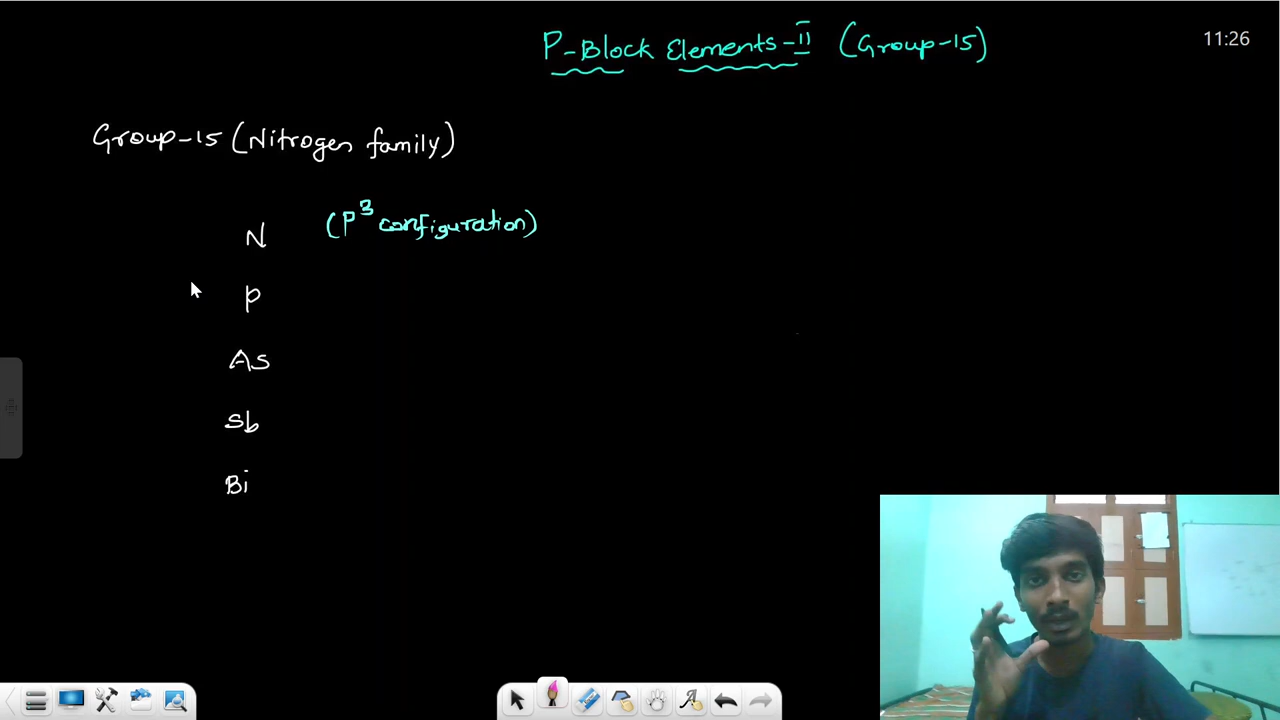 P-Block Elements-II (Group-15)
11:26
Group-15 (Nitrogen family)
N (P³ configuration)
P
As
Sb
Bi